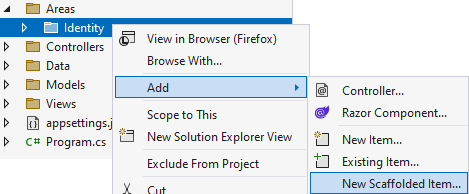 Areas
Identity
Controllers
Data
Models
Views
appsettings.j
C# Program.cs
View in Browser (Firefox)
Browse With...
Add
Scope to This
New Solution Explorer View
Exclude From Project
Cut
Controller...
Razor Component...
New Item...
Existing Item...
New Scaffolded Item...